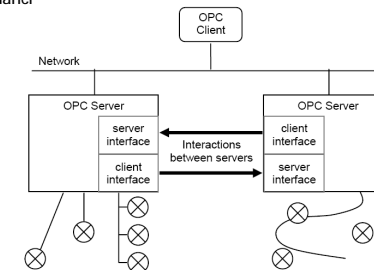 OPC
Client
Network
OPC Server
server
interface
client
interface
Interactions
between servers
OPC Server
client
interface
server
interface